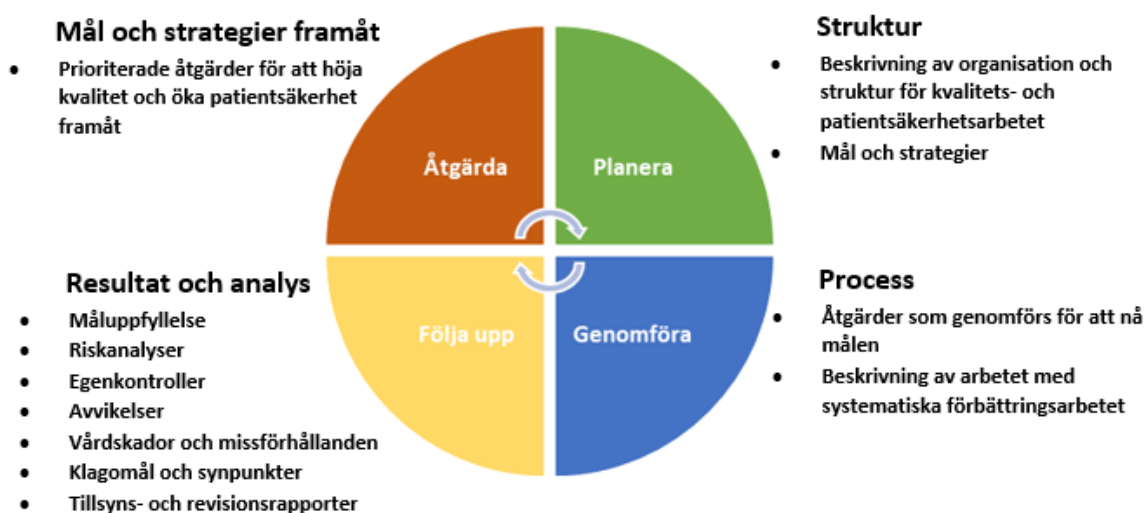 Mål och strategier framåt
• Prioriterade åtgärder för att höja
kvalitet och öka patientsäkerhet
framåt
Struktur
• Beskrivning av organisation och
struktur för kvalitets- och
patientsäkerhetsarbetet
• Mål och strategier
Åtgärda
Planera
Följa upp
Genomföra
Resultat och analys
• Måluppfyllelse
• Riskanalyser
• Egenkontroller
• Avvikelser
• Vårdskador och missförhållanden
• Klagomål och synpunkter
• Tillsyns- och revisionsrapporter
Process
• Åtgärder som genomförs för att nå
målen
• Beskrivning av arbetet med
systematiska förbättringsarbetet